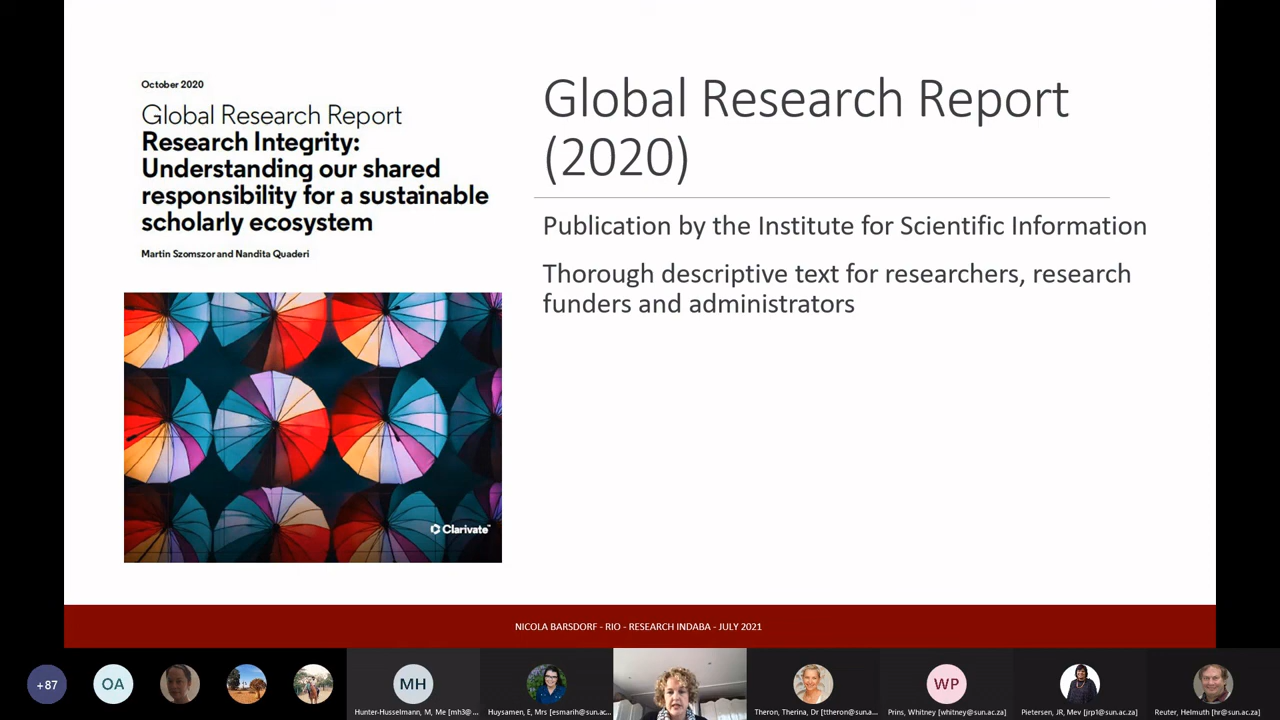 October 2020
Global Research Report
Research Integrity:
Understanding our shared
responsibility for a sustainable
scholarly ecosystem
Martin Szomszor and Nandita Quaderi
Clarivate™
Global Research Report
(2020)
Publication by the Institute for Scientific Information
Thorough descriptive text for researchers, research
funders and administrators
NICOLA BARSDORF - RIO - RESEARCH INDABA - JULY 2021
+87
OA
MH
WP
Hunter-Husselmann, M, Me [mh3@...
Huysamen, E, Mrs [esmarih@sun.ac...
Theron, Therina, Dr [ttheron@sun.a...
Prins, Whitney [whitney@sun.ac.za]
Pietersen, JR, Mev [jrp1@sun.ac.za]
Reuter, Helmuth [hr@sun.ac.za]